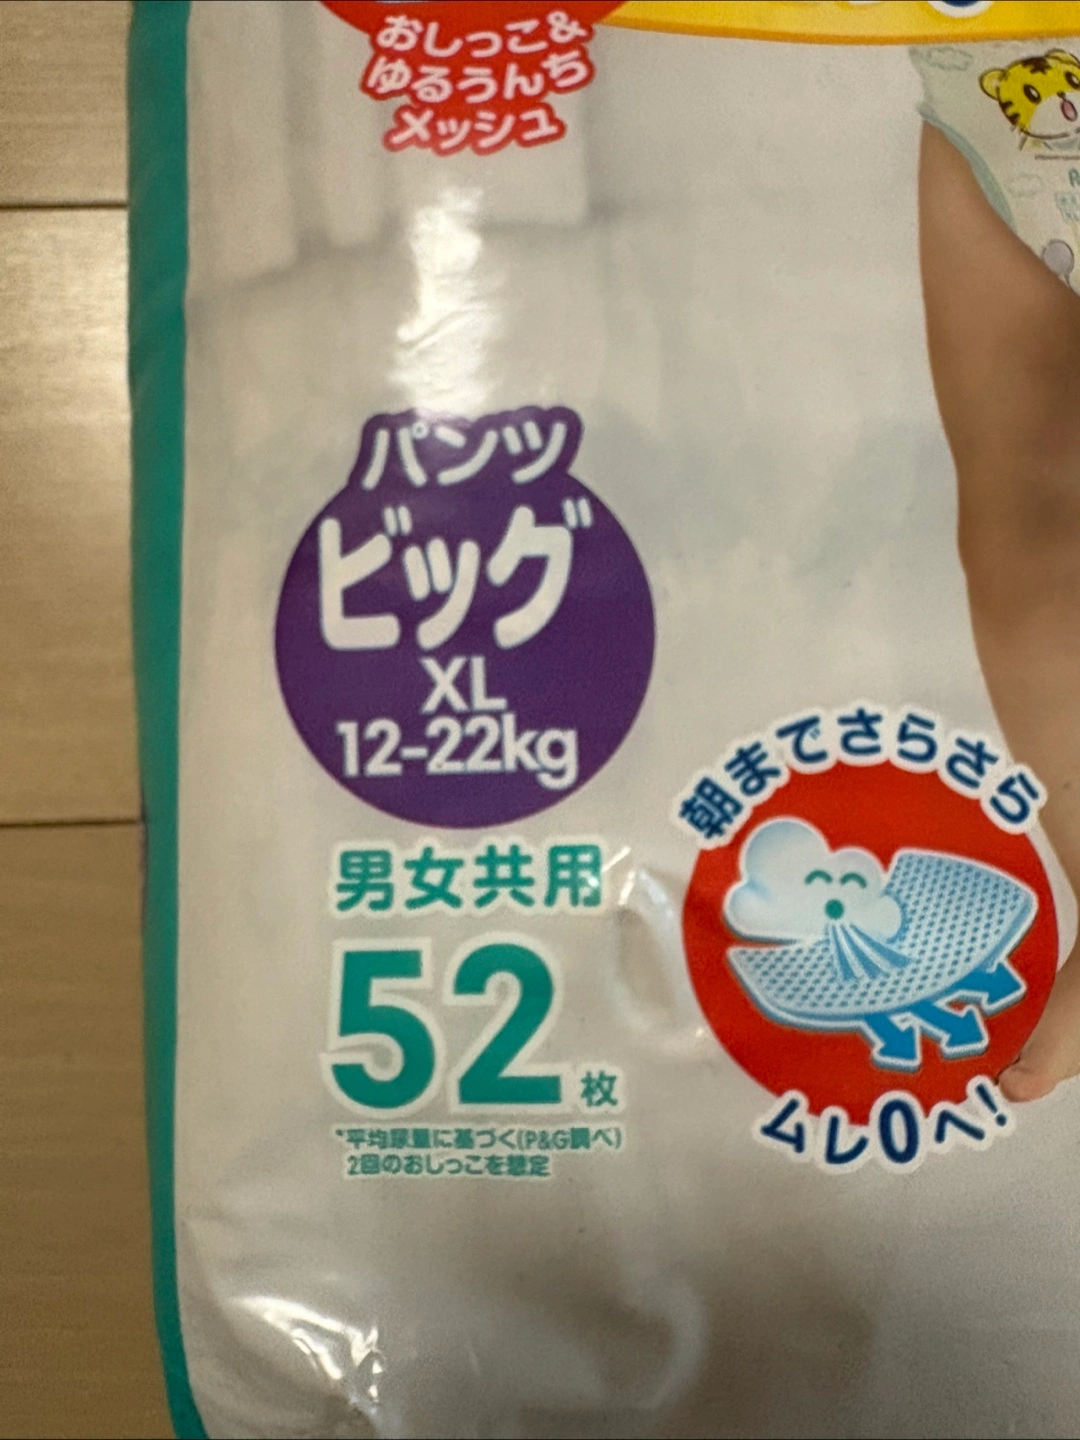 おしっこ&
ゆるうんち
メッシュ
パンツ
ビッグ
XL
12-22kg
男女共用
52枚
*平均尿量に基づく(P&G調べ)
2回のおしっこを想定
朝までさらさら
ムレ0へ!